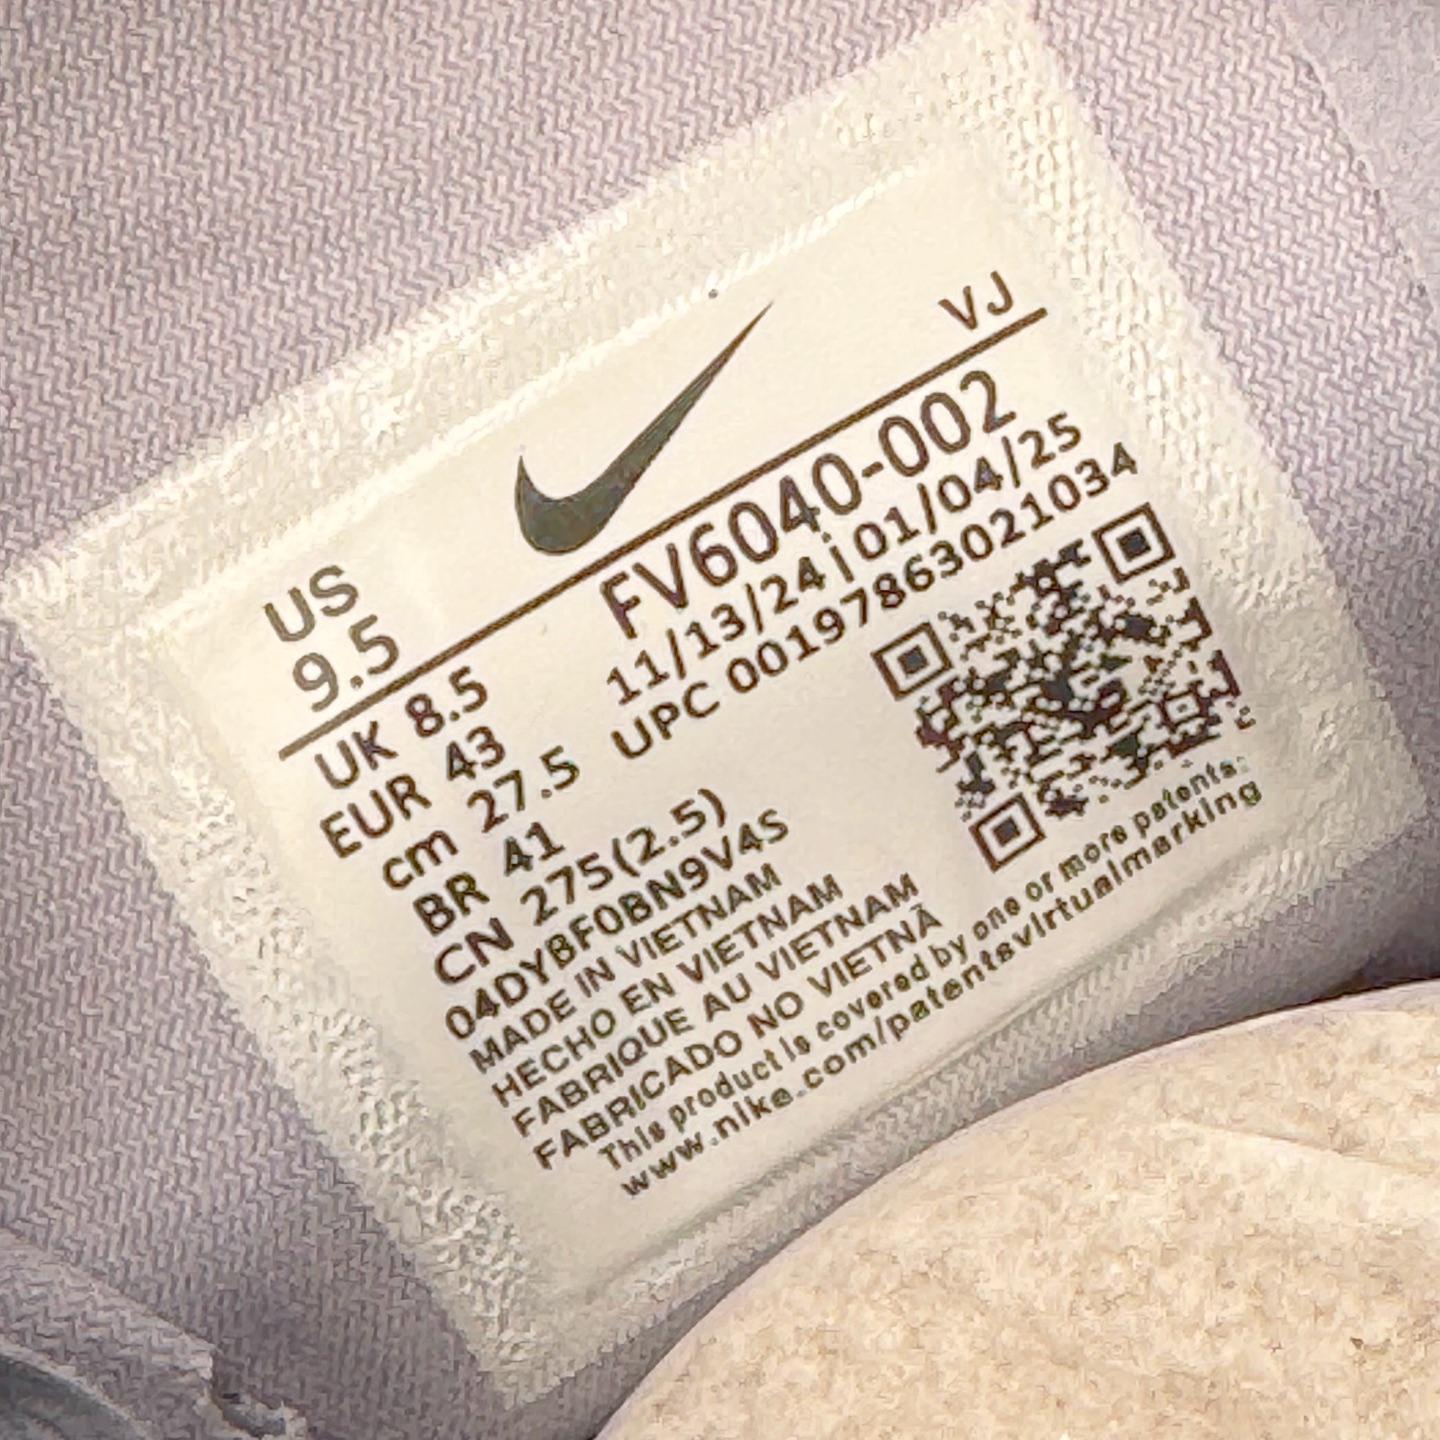 VJ
US
9.5
UK 8.5
EUR 43
cm 27.5
BR 41
CN 275(2.5)
FV6040-002
11/13/24 | 01/04/25
UPC 00197863021034
04DYBF0BN9V4S
MADE IN VIETNAM
HECHO EN VIETNAM
FABRIQUE AU VIETNAM
FABRICADO NO VIETNÃ
This product is covered by one or more patents:
www.nike.com/patentsvirtualmarking